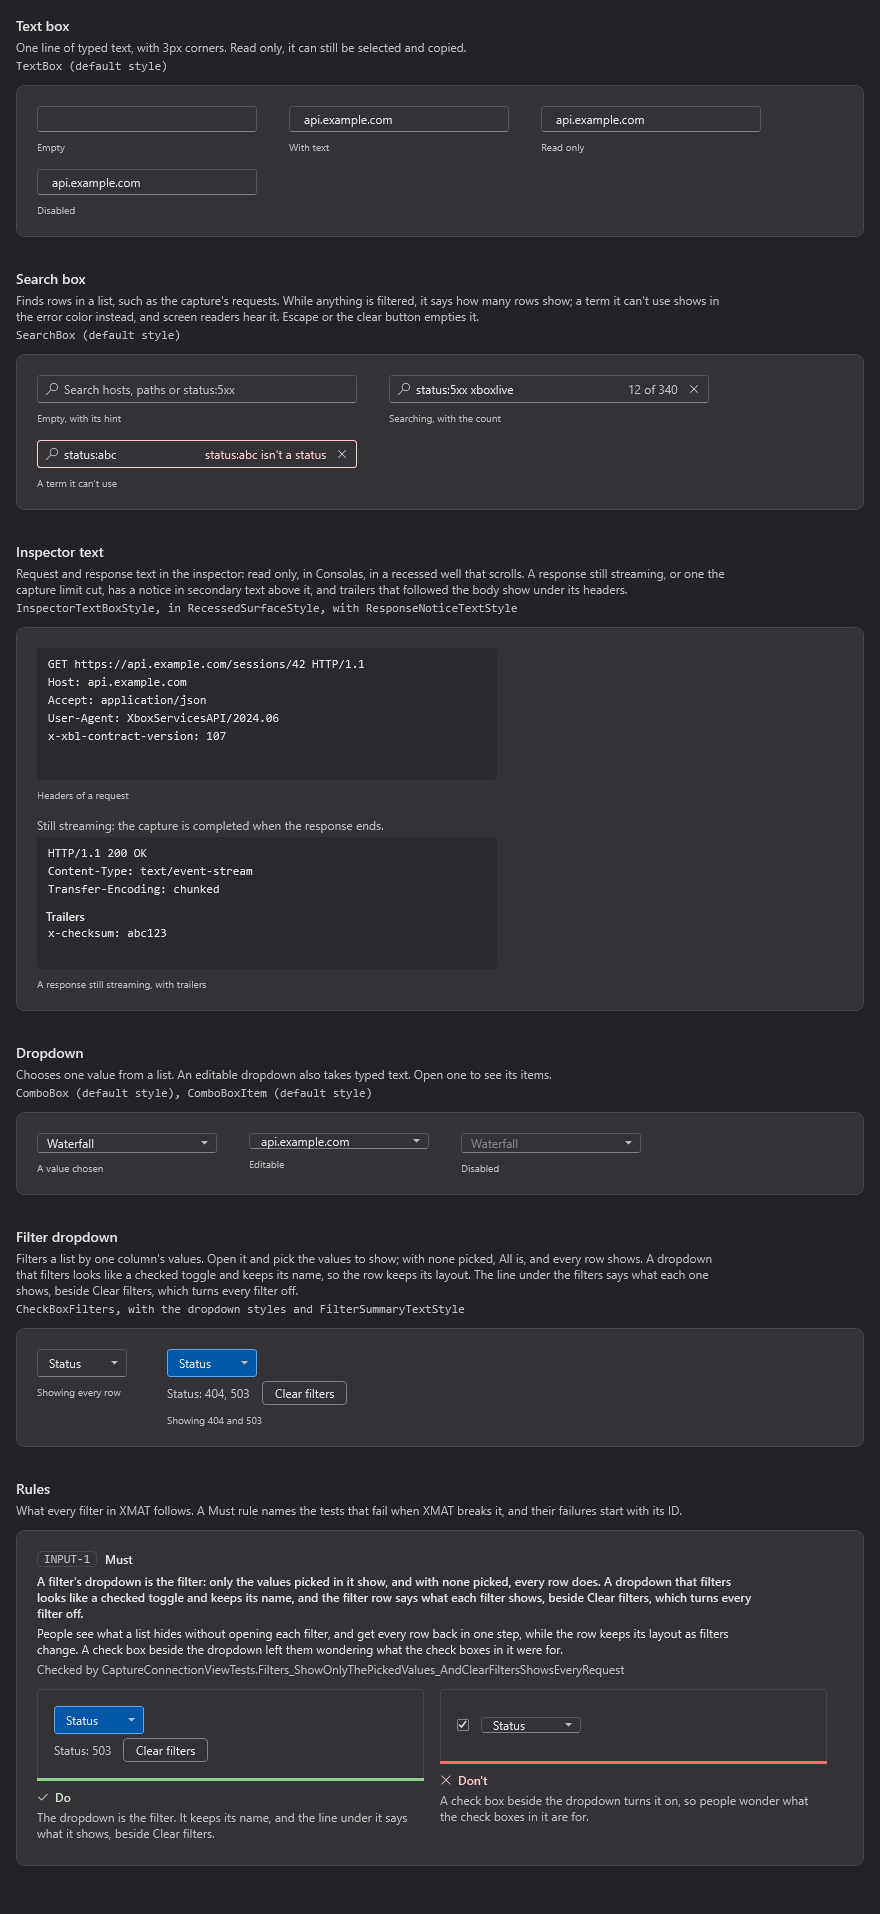 Text box
One line of typed text, with 3px corners. Read only, it can still be selected and copied.
TextBox (default style)
api.example.com
api.example.com
Empty
With text
Read only
api.example.com
Disabled
Search box
Finds rows in a list, such as the capture's requests. While anything is filtered, it says how many rows show; a term it can't use shows in
the error color instead, and screen readers hear it. Escape or the clear button empties it.
SearchBox (default style)
Search hosts, paths or status:5xx
status:5xx xboxlive
12 of 340
Empty, with its hint
Searching, with the count
status:abc
status:abc isn't a status
A term it can't use
Inspector text
Request and response text in the inspector: read only, in Consolas, in a recessed well that scrolls. A response still streaming, or one the
capture limit cut, has a notice in secondary text above it, and trailers that followed the body show under its headers.
InspectorTextBoxStyle, in RecessedSurfaceStyle, with ResponseNoticeTextStyle
GET https://api.example.com/sessions/42 HTTP/1.1
Host: api.example.com
Accept: application/json
User-Agent: XboxServicesAPI/2024.06
x-xbl-contract-version: 107
Headers of a request
Still streaming: the capture is completed when the response ends.
HTTP/1.1 200 OK
Content-Type: text/event-stream
Transfer-Encoding: chunked
Trailers
x-checksum: abc123
A response still streaming, with trailers
Dropdown
Chooses one value from a list. An editable dropdown also takes typed text. Open one to see its items.
ComboBox (default style), ComboBoxItem (default style)
Waterfall
api.example.com
Waterfall
A value chosen
Editable
Disabled
Filter dropdown
Filters a list by one column's values. Open it and pick the values to show; with none picked, All is, and every row shows. A dropdown
that filters looks like a checked toggle and keeps its name, so the row keeps its layout. The line under the filters says what each one
shows, beside Clear filters, which turns every filter off.
CheckBoxFilters, with the dropdown styles and FilterSummaryTextStyle
Status
Status
Showing every row
Status: 404, 503
Clear filters
Showing 404 and 503
Rules
What every filter in XMAT follows. A Must rule names the tests that fail when XMAT breaks it, and their failures start with its ID.
INPUT-1
Must
A filter's dropdown is the filter: only the values picked in it show, and with none picked, every row does. A dropdown that filters
looks like a checked toggle and keeps its name, and the filter row says what each filter shows, beside Clear filters, which turns every
filter off.
People see what a list hides without opening each filter, and get every row back in one step, while the row keeps its layout as filters
change. A check box beside the dropdown left them wondering what the check boxes in it were for.
Checked by CaptureConnectionViewTests.Filters_ShowOnlyThePickedValues_AndClearFiltersShowsEveryRequest
Status
Status: 503
Clear filters
Do
The dropdown is the filter. It keeps its name, and the line under it says
what it shows, beside Clear filters.
Status
Don't
A check box beside the dropdown turns it on, so people wonder what
the check boxes in it are for.